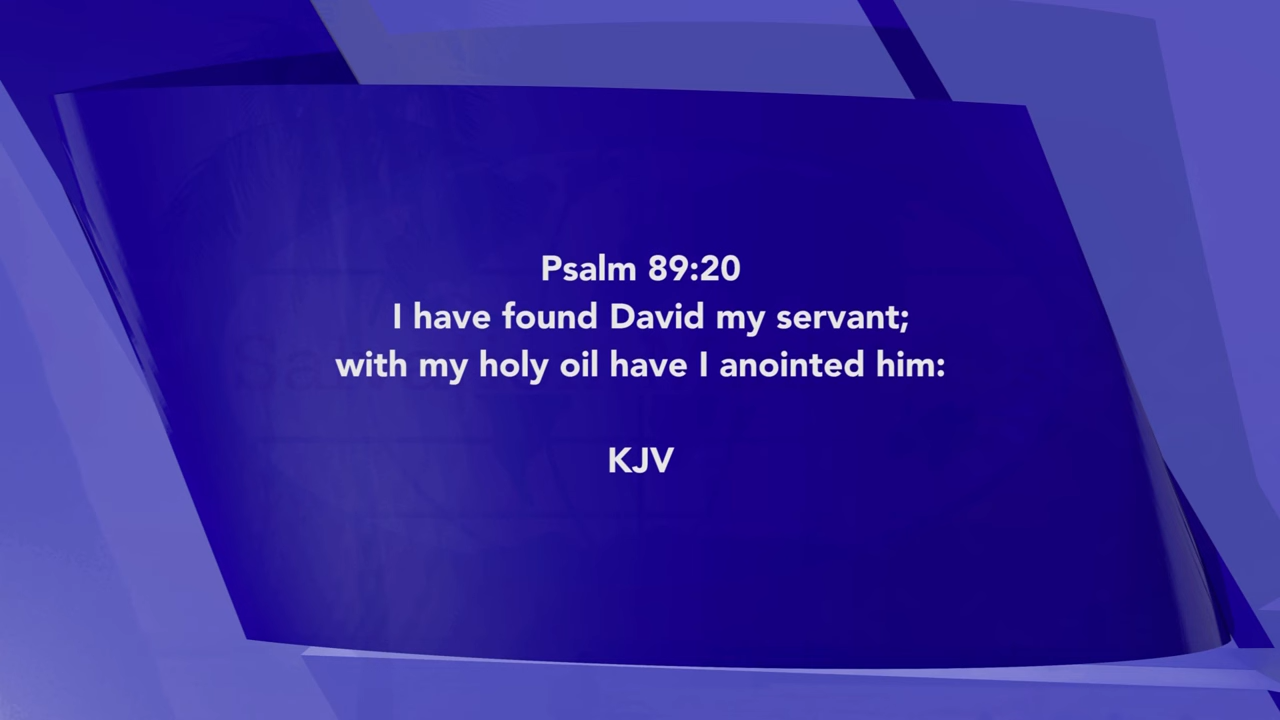 Psalm 89:20
I have found David my servant;
with my holy oil have I anointed him:
KJV